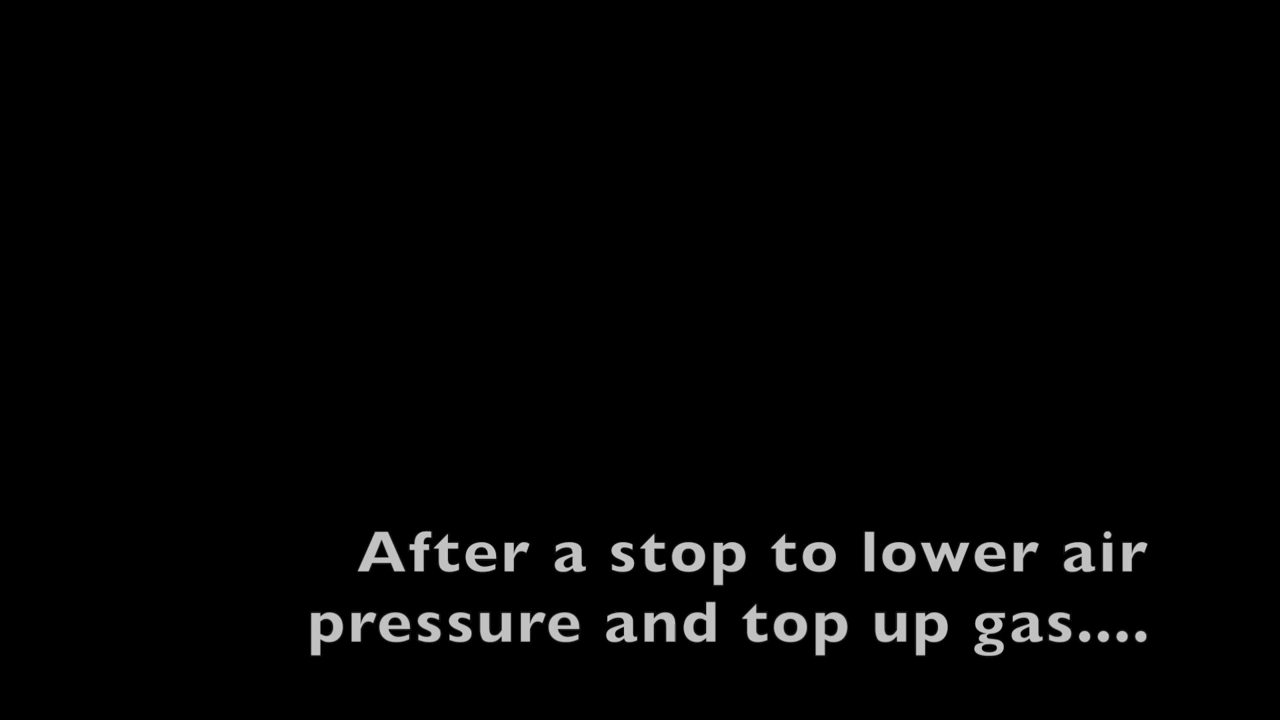 After a stop to lower air
pressure and top up gas....